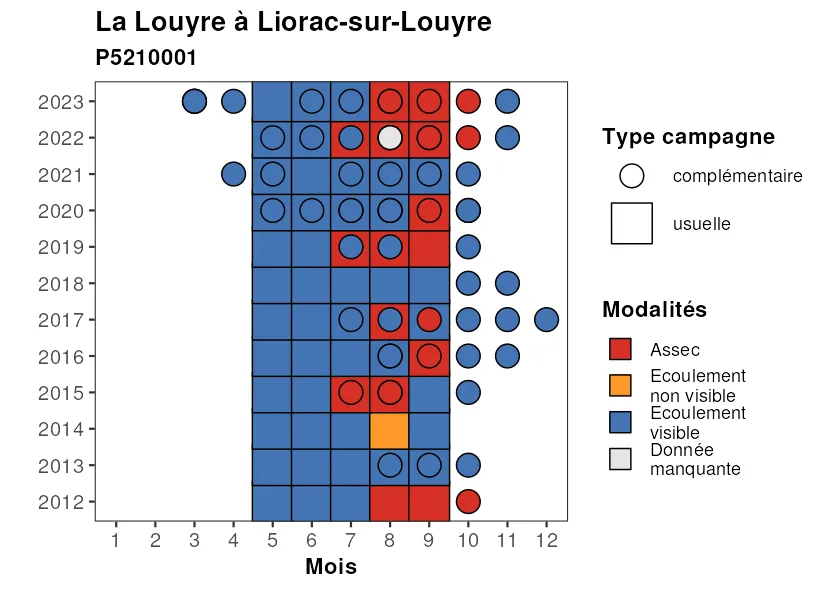 La Louyre à Liorac-sur-Louyre
P5210001
2023
2022
2021
2020
2019
2018
2017
2016
2015
2014
2013
2012
1 2 3 4 5 6 7 8 9 10 11 12
Mois
Type campagne
complémentaire
usuelle
Modalités
Assec
Ecoulement
non visible
Ecoulement
visible
Donnée
manquante